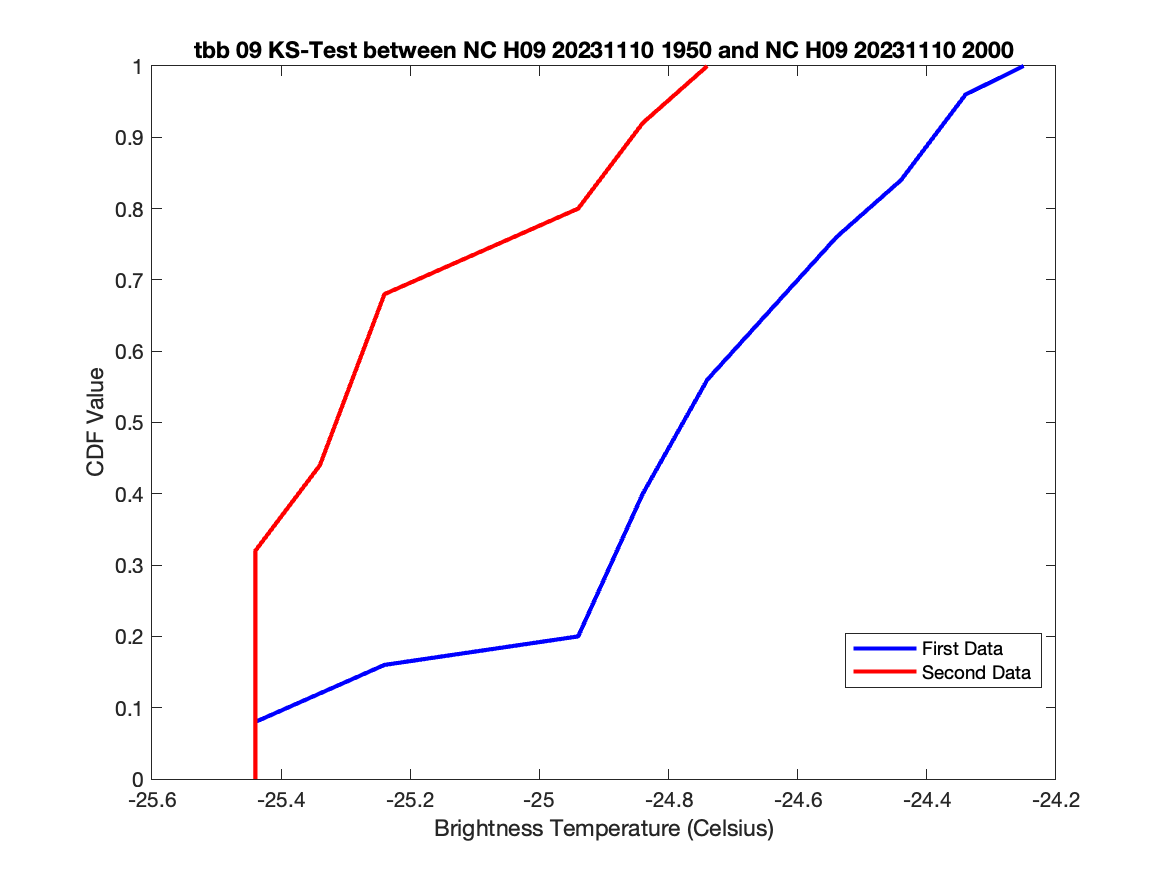 tbb 09 KS-Test between NC H09 20231110 1950 and NC H09 20231110 2000
1
0.9
0.8
0.7
0.6
0.5
0.4
0.3
0.2
0.1
0
CDF Value
First Data
Second Data
-25.6 -25.4 -25.2 -25 -24.8 -24.6 -24.4 -24.2
Brightness Temperature (Celsius)